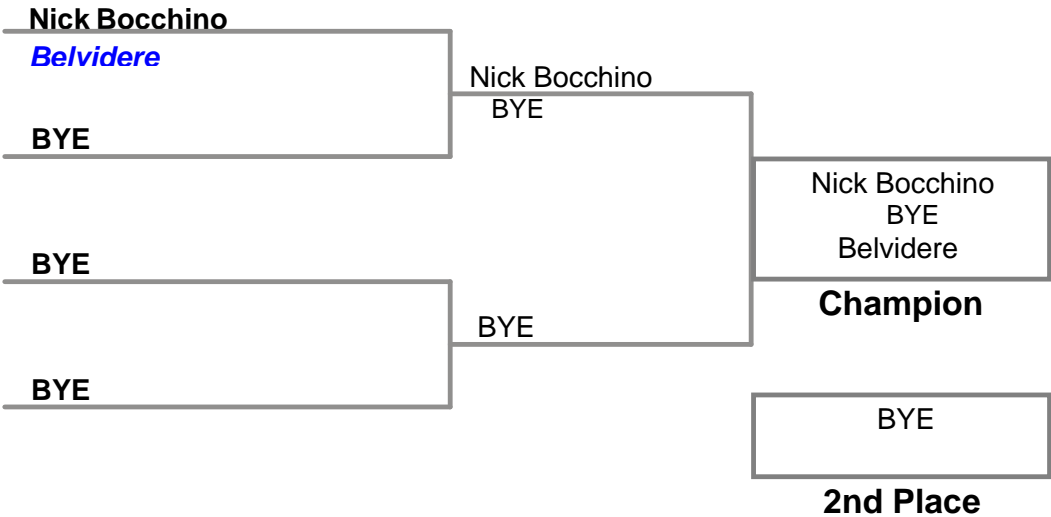 Nick Bocchino
Belvidere
BYE
BYE
BYE
Nick Bocchino
BYE
BYE
Nick Bocchino
BYE
Belvidere
Champion
BYE
2nd Place